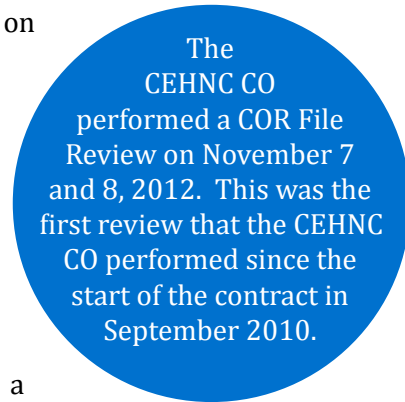 on
The
CEHNC CO
performed a COR File
Review on November 7
and 8, 2012.  This was the
first review that the CEHNC
CO performed since the
start of the contract in
September 2010.
a